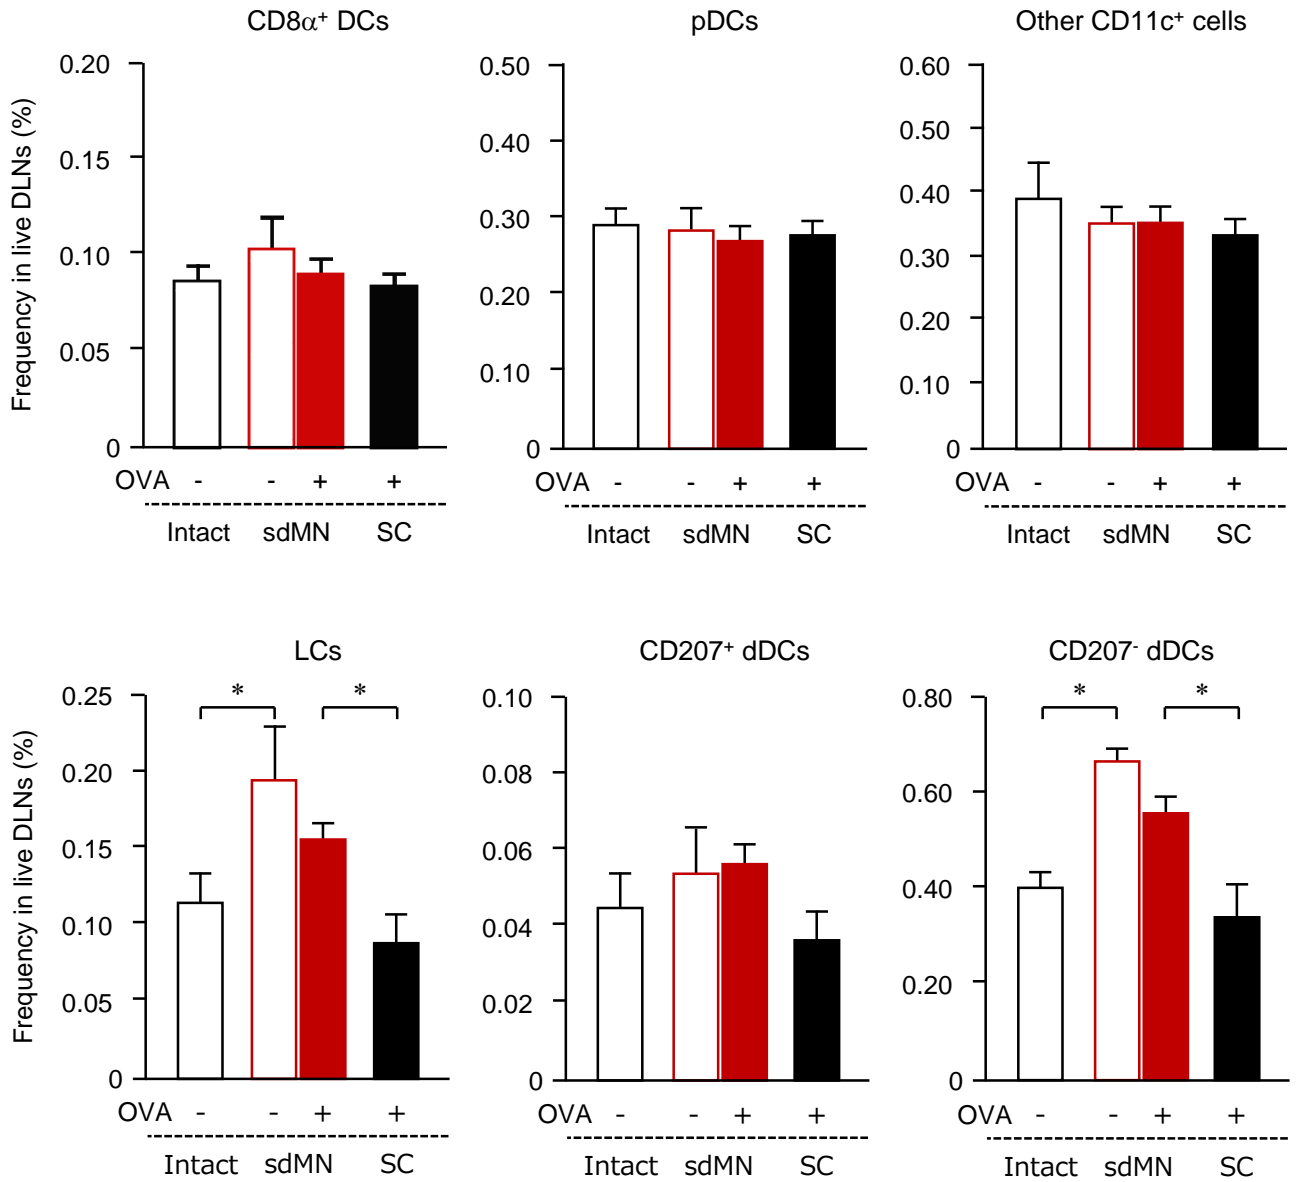 CD8α⁺ DCs
Frequency in live DLNs (%)
0.20
0.15
0.10
0.05
0
OVA - - + +
Intact sdMN SC
pDCs
0.50
0.40
0.30
0.20
0.10
0
OVA - - + +
Intact sdMN SC
Other CD11c⁺ cells
0.60
0.50
0.40
0.30
0.20
0.10
0
OVA - - + +
Intact sdMN SC
LCs
Frequency in live DLNs (%)
* *
0.25
0.20
0.15
0.10
0.05
0
OVA - - + +
Intact sdMN SC
CD207⁺ dDCs
0.10
0.08
0.06
0.04
0.02
0
OVA - - + +
Intact sdMN SC
CD207⁻ dDCs
* *
0.80
0.60
0.40
0.20
0
OVA - - + +
Intact sdMN SC